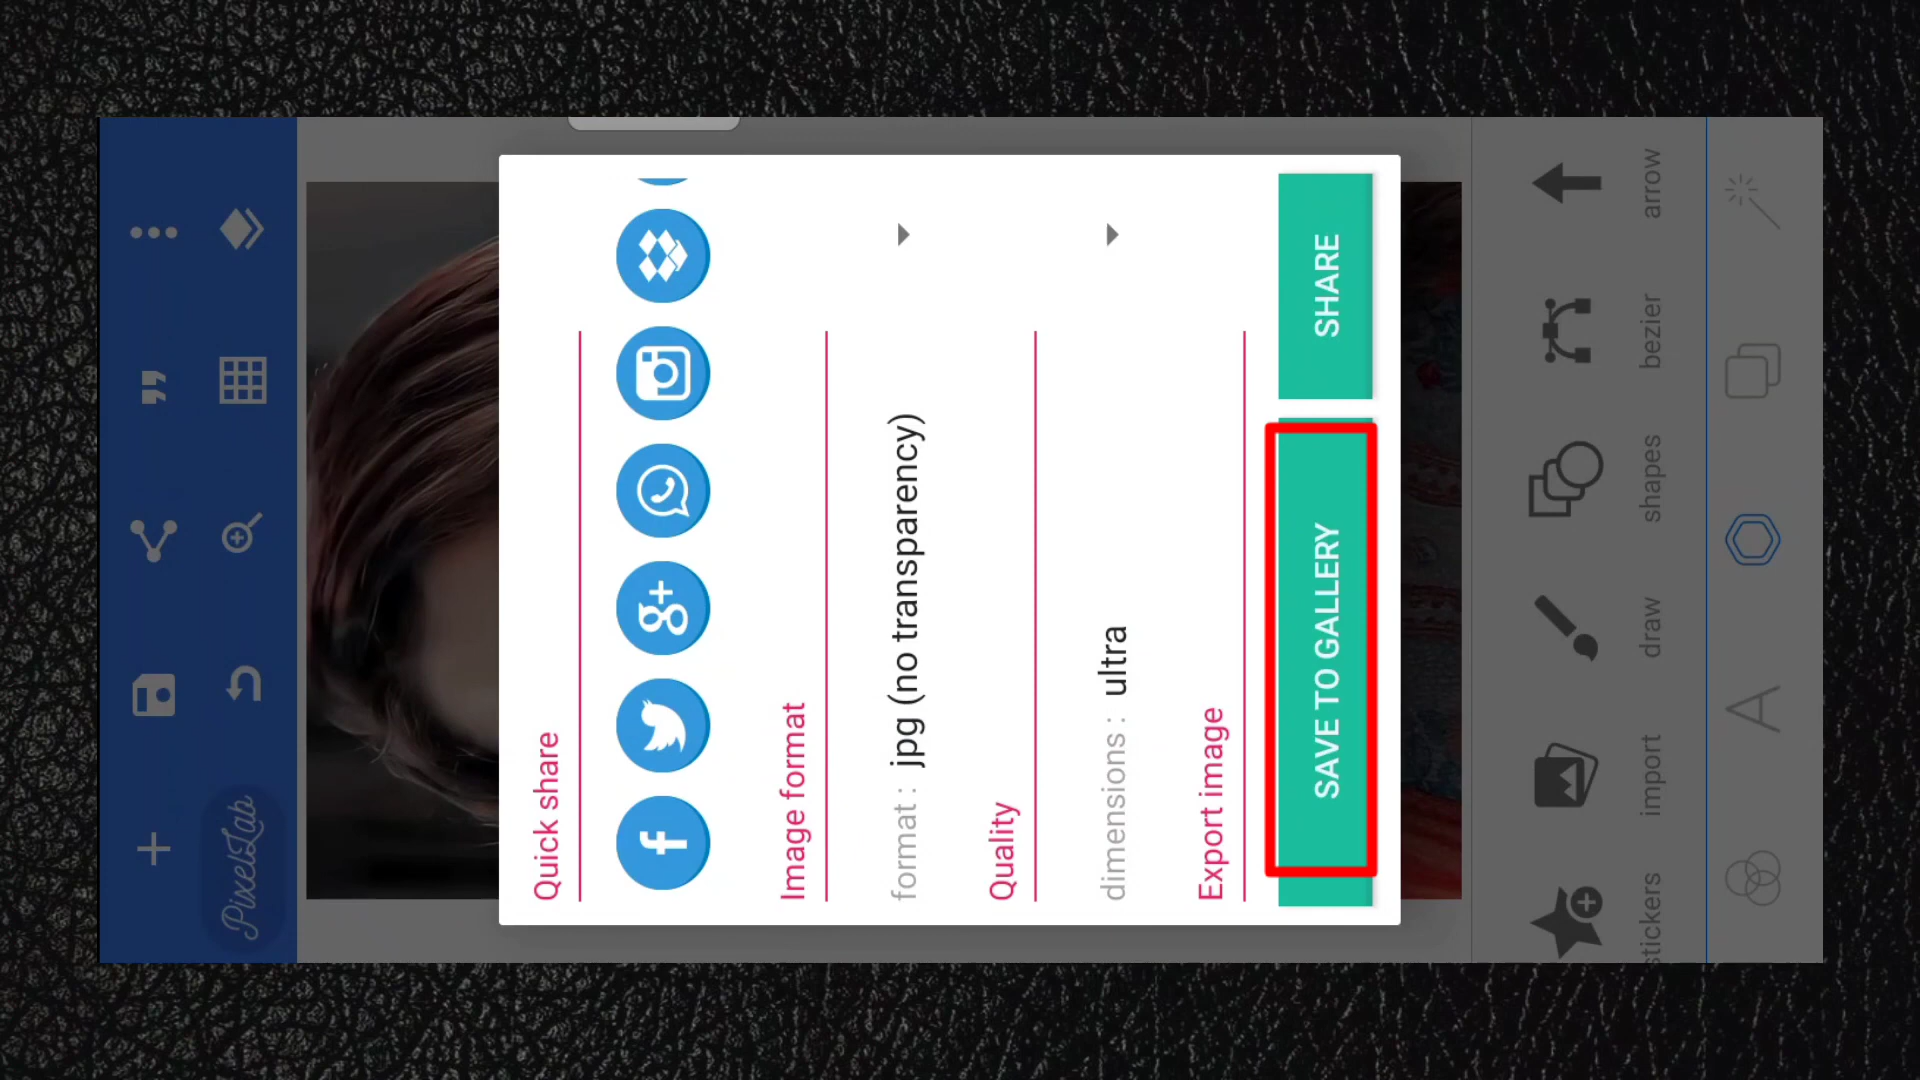 PixelLab
Quick share
Image format
format : jpg (no transparency)
Quality
dimensions : ultra
Export image
SAVE TO GALLERY
SHARE
stickers
import
draw
shapes
bezier
arrow